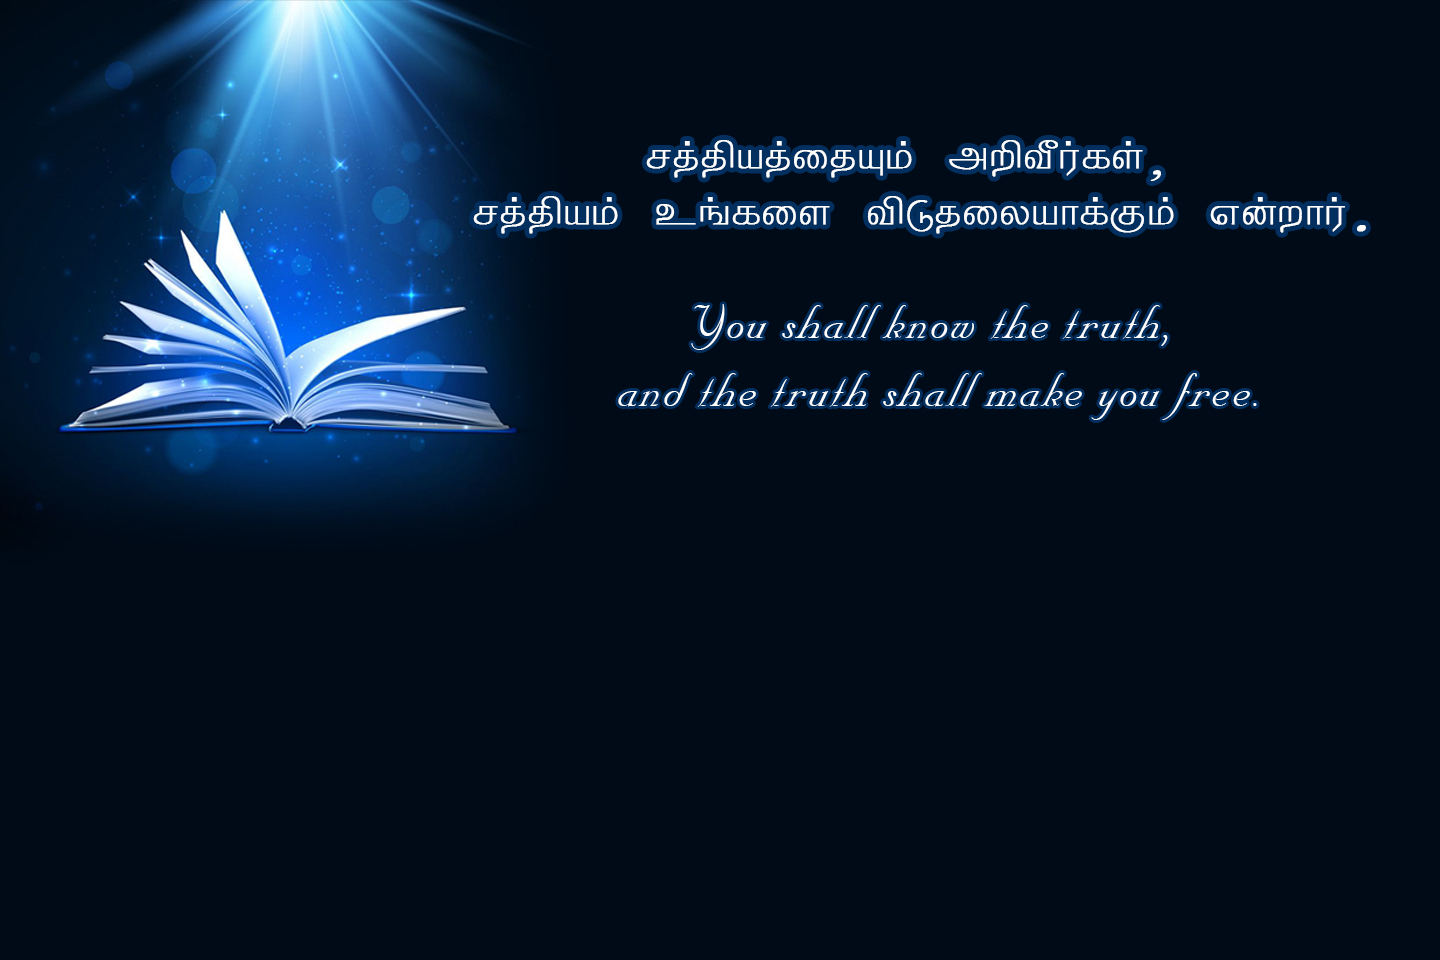 சத்தியத்தையும் அறிவீர்கள்,
சத்தியம் உங்களை விடுதலையாக்கும் என்றார்.
You shall know the truth,
and the truth shall make you free.